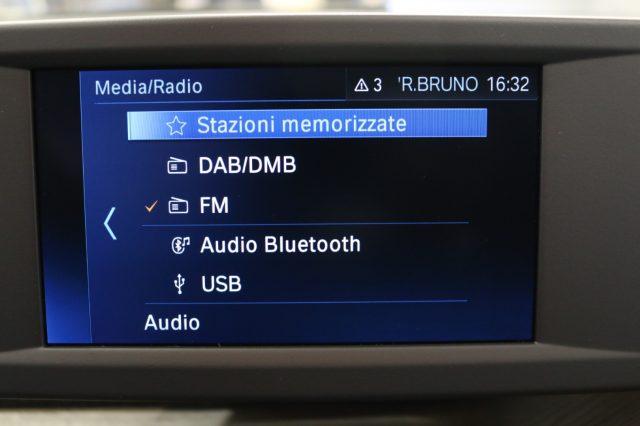 Media/Radio 3 'R.BRUNO 16:32
Stazioni memorizzate
DAB/DMB
FM
Audio Bluetooth
USB
Audio